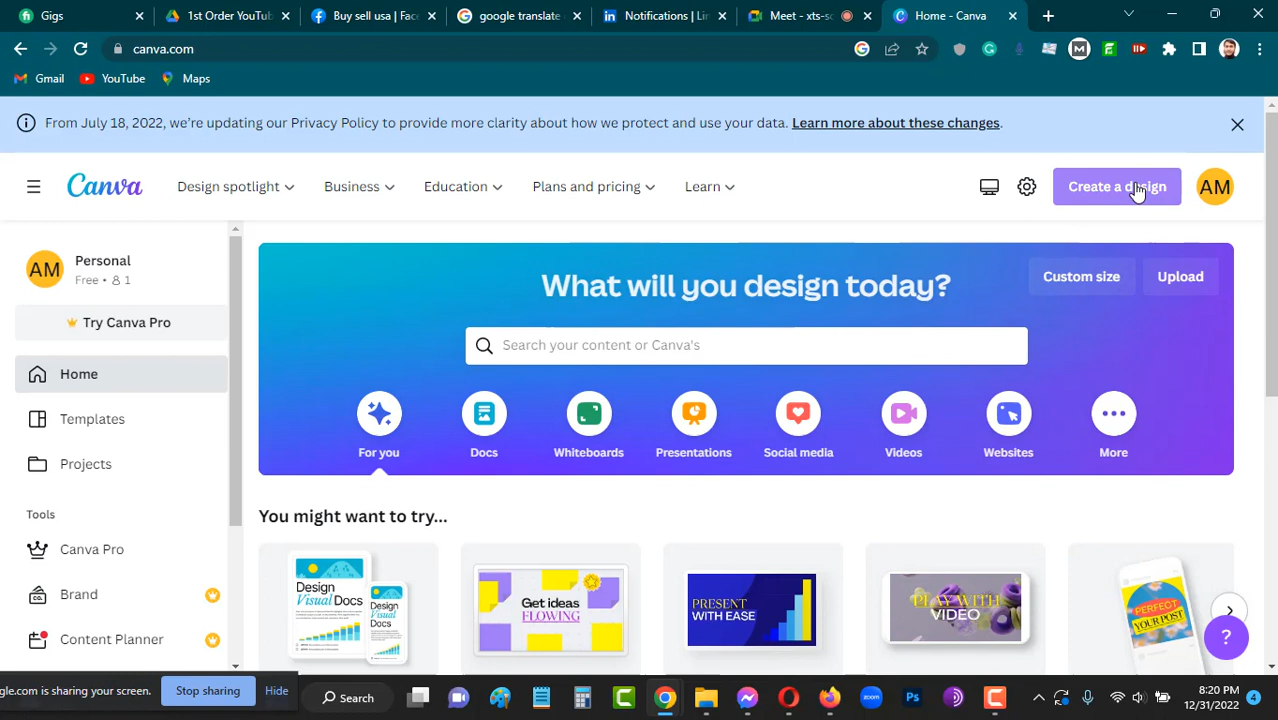 Gigs
1st Order YouTub
Buy sell usa | Fac
google translate
Notifications | Lin
Meet - xts-sc
Home - Canva
canva.com
Gmail
YouTube
Maps
From July 18, 2022, we're updating our Privacy Policy to provide more clarity about how we protect and use your data. Learn more about these changes.
Canva
Design spotlight
Business
Education
Plans and pricing
Learn
Create a design
AM
AM
Personal
Free • 1
Try Canva Pro
Home
Templates
Projects
Tools
Canva Pro
Brand
Content Planner
What will you design today?
Custom size
Upload
Search your content or Canva's
For you
Docs
Whiteboards
Presentations
Social media
Videos
Websites
More
You might want to try...
Design
Visual
Docs
Design
Visual
Docs
Get ideas
FLOWING
PRESENT
WITH EASE
PLAY WITH
VIDEO
PERFECT
YOUR POST
?
gle.com is sharing your screen.
Stop sharing
Hide
Search
zoom
Ps
8:20 PM
12/31/2022
4